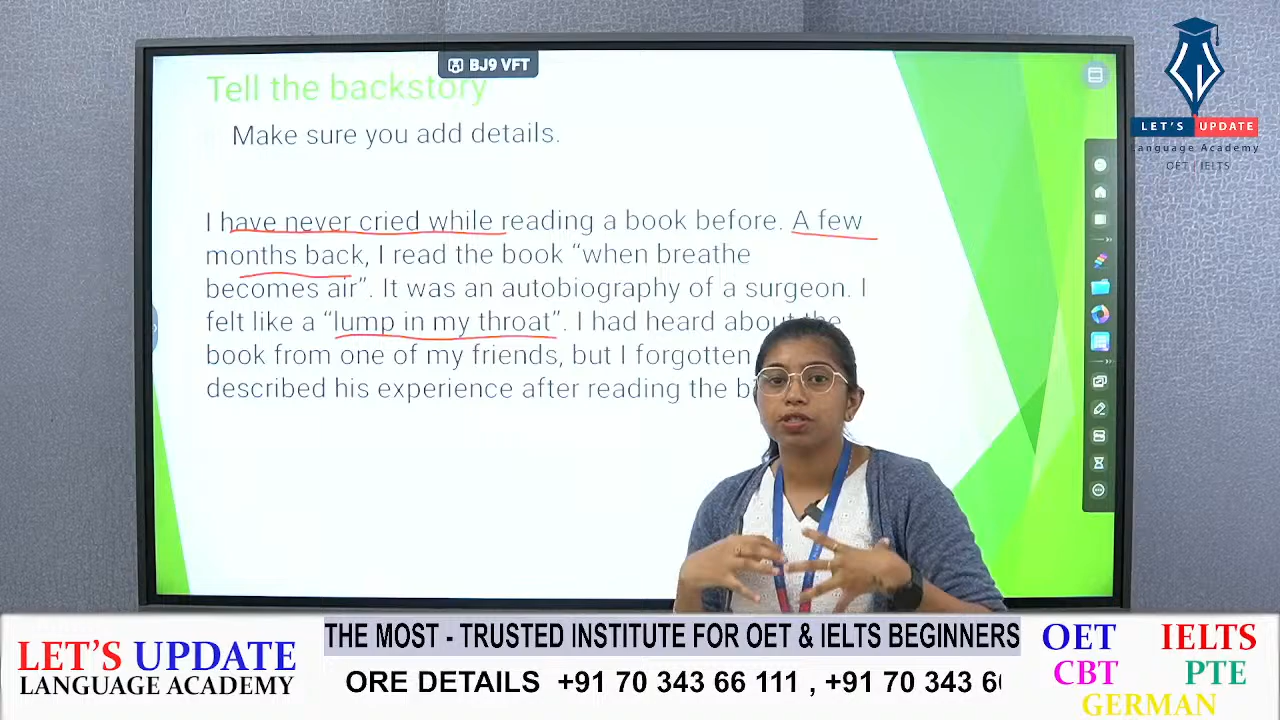 BJ9 VFT
Tell the backstory
Make sure you add details.
I have never cried while reading a book before. A few
months back, I read the book “when breathe
becomes air”. It was an autobiography of a surgeon. I
felt like a “lump in my throat”. I had heard about the
book from one of my friends, but I forgotten
described his experience after reading the
LET'S UPDATE
Language Academy
OET | IELTS
LET'S UPDATE
LANGUAGE ACADEMY
THE MOST - TRUSTED INSTITUTE FOR OET & IELTS BEGINNERS
ORE DETAILS +91 70 343 66 111 , +91 70 343 6
OET IELTS
CBT PTE
GERMAN